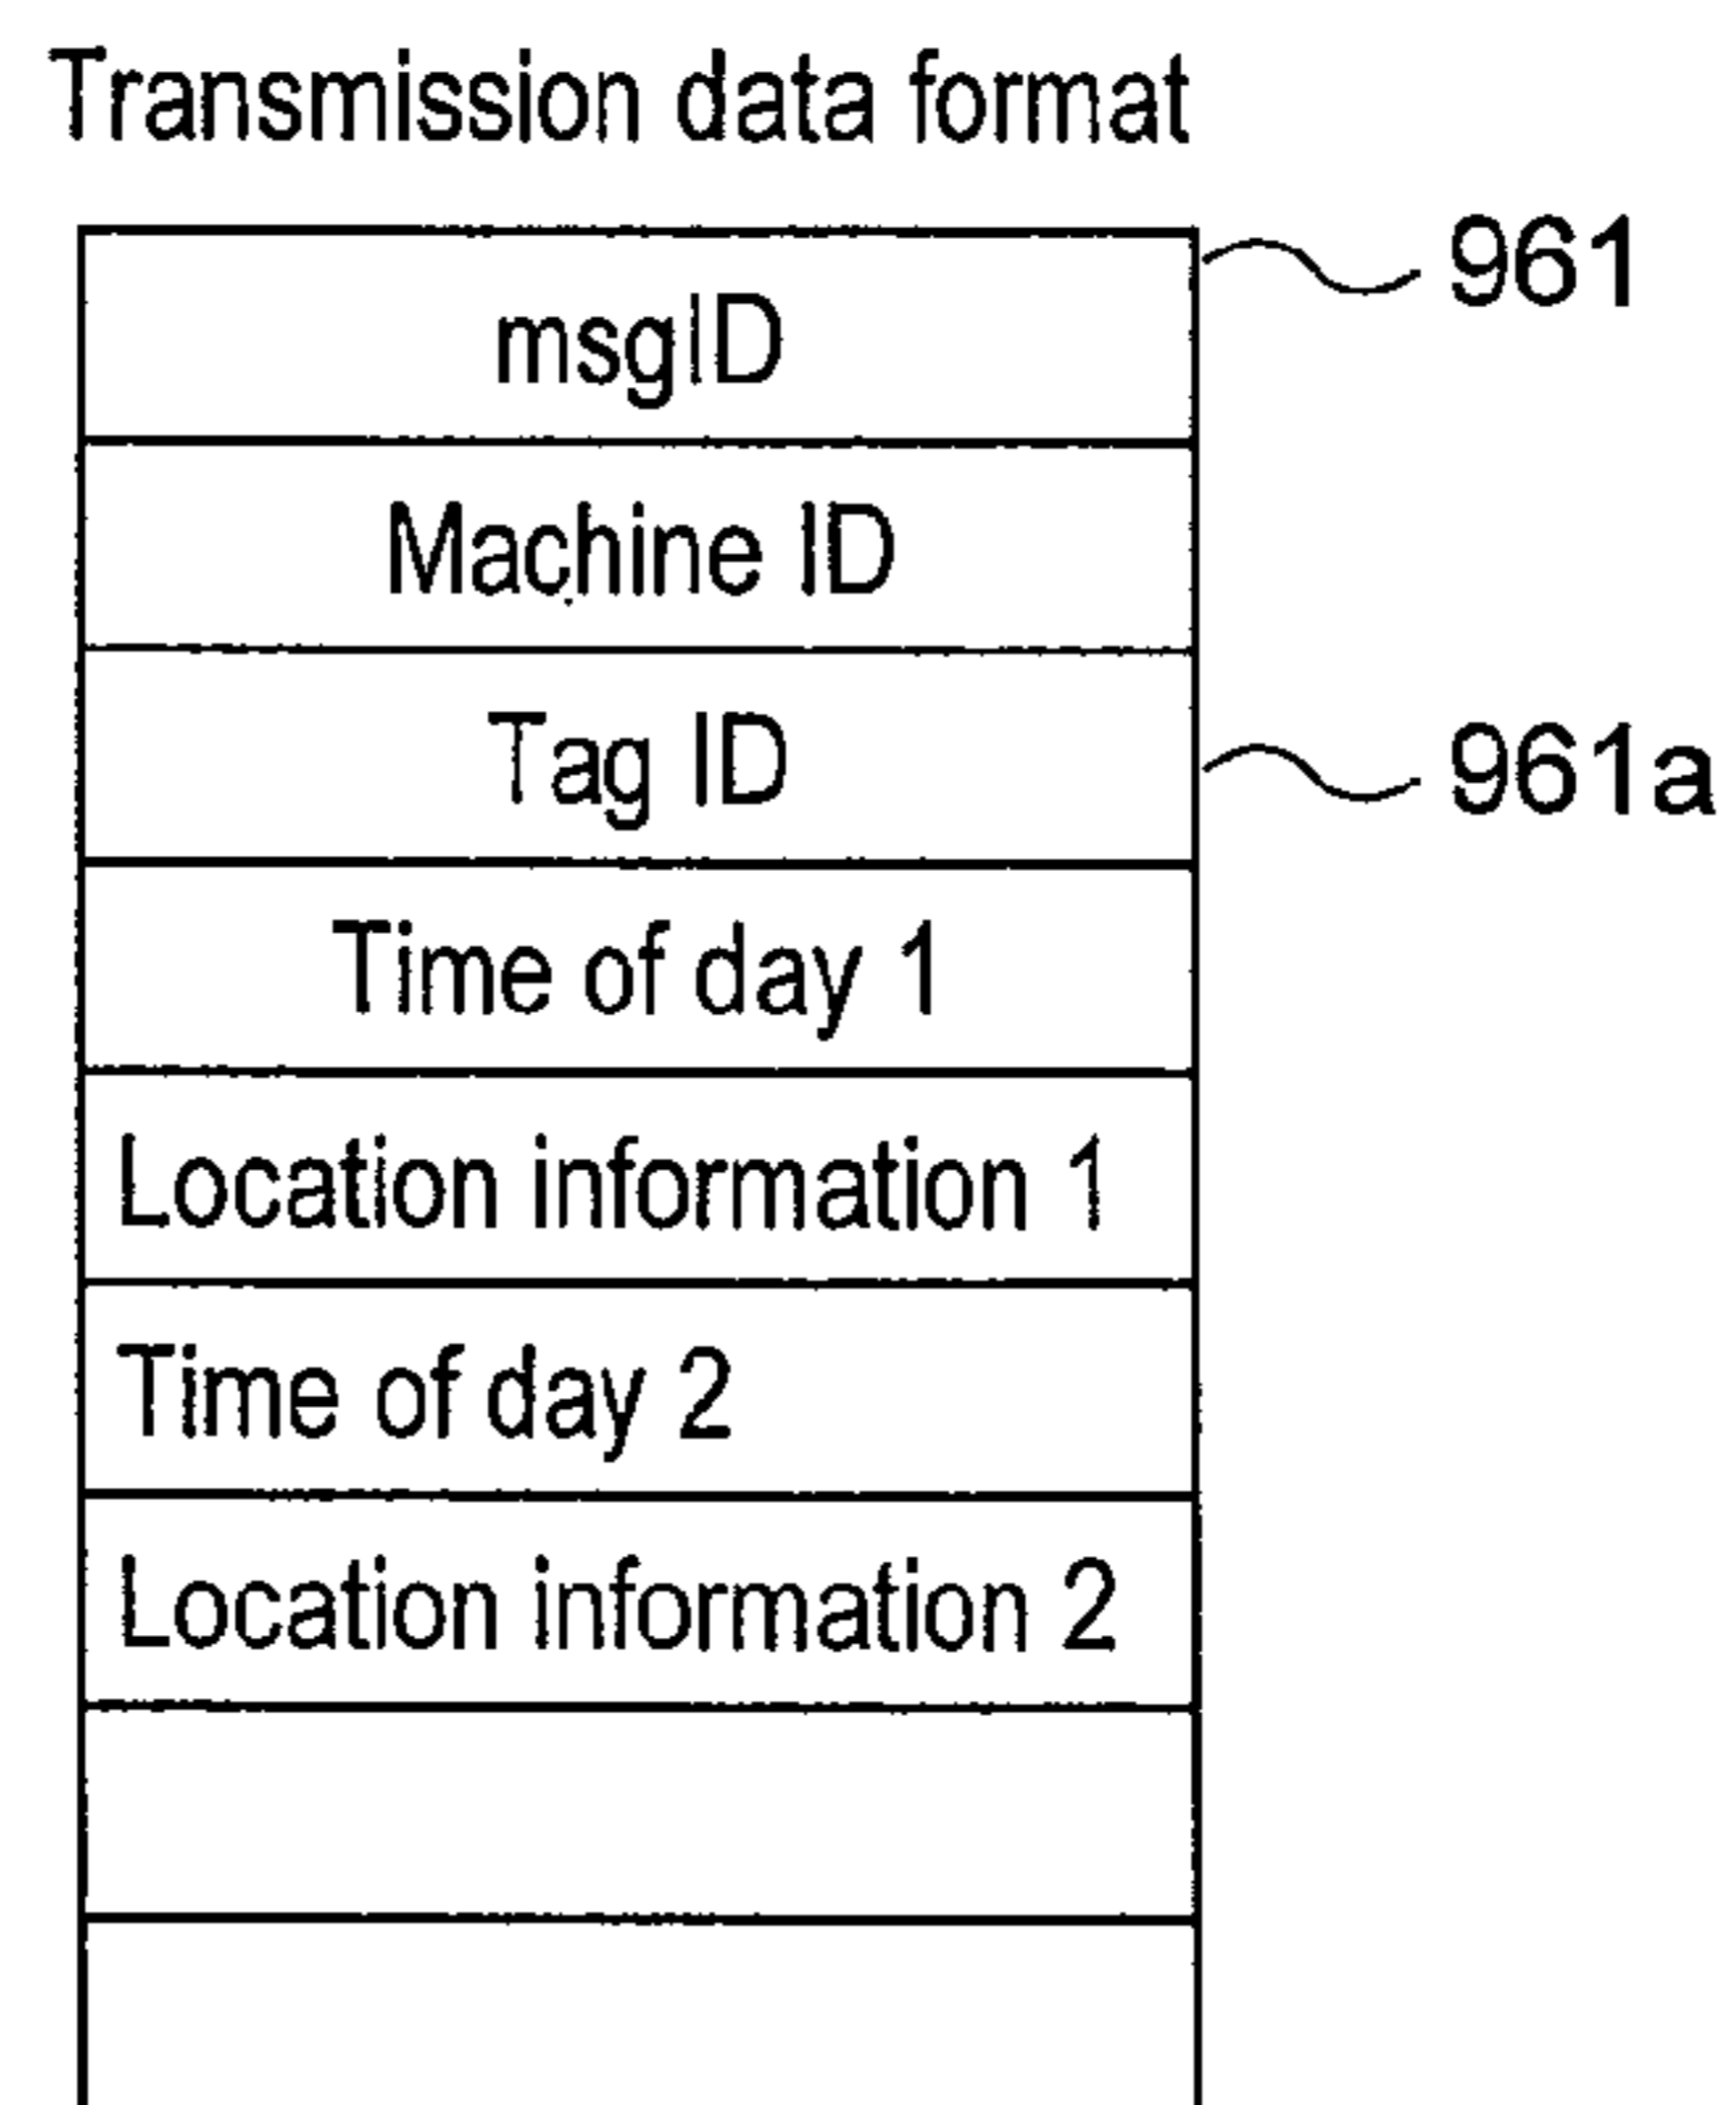 Transmission data format
961
msgID
Machine ID
Tag ID
961a
Time of day 1
Location information 1
Time of day 2
Location information 2